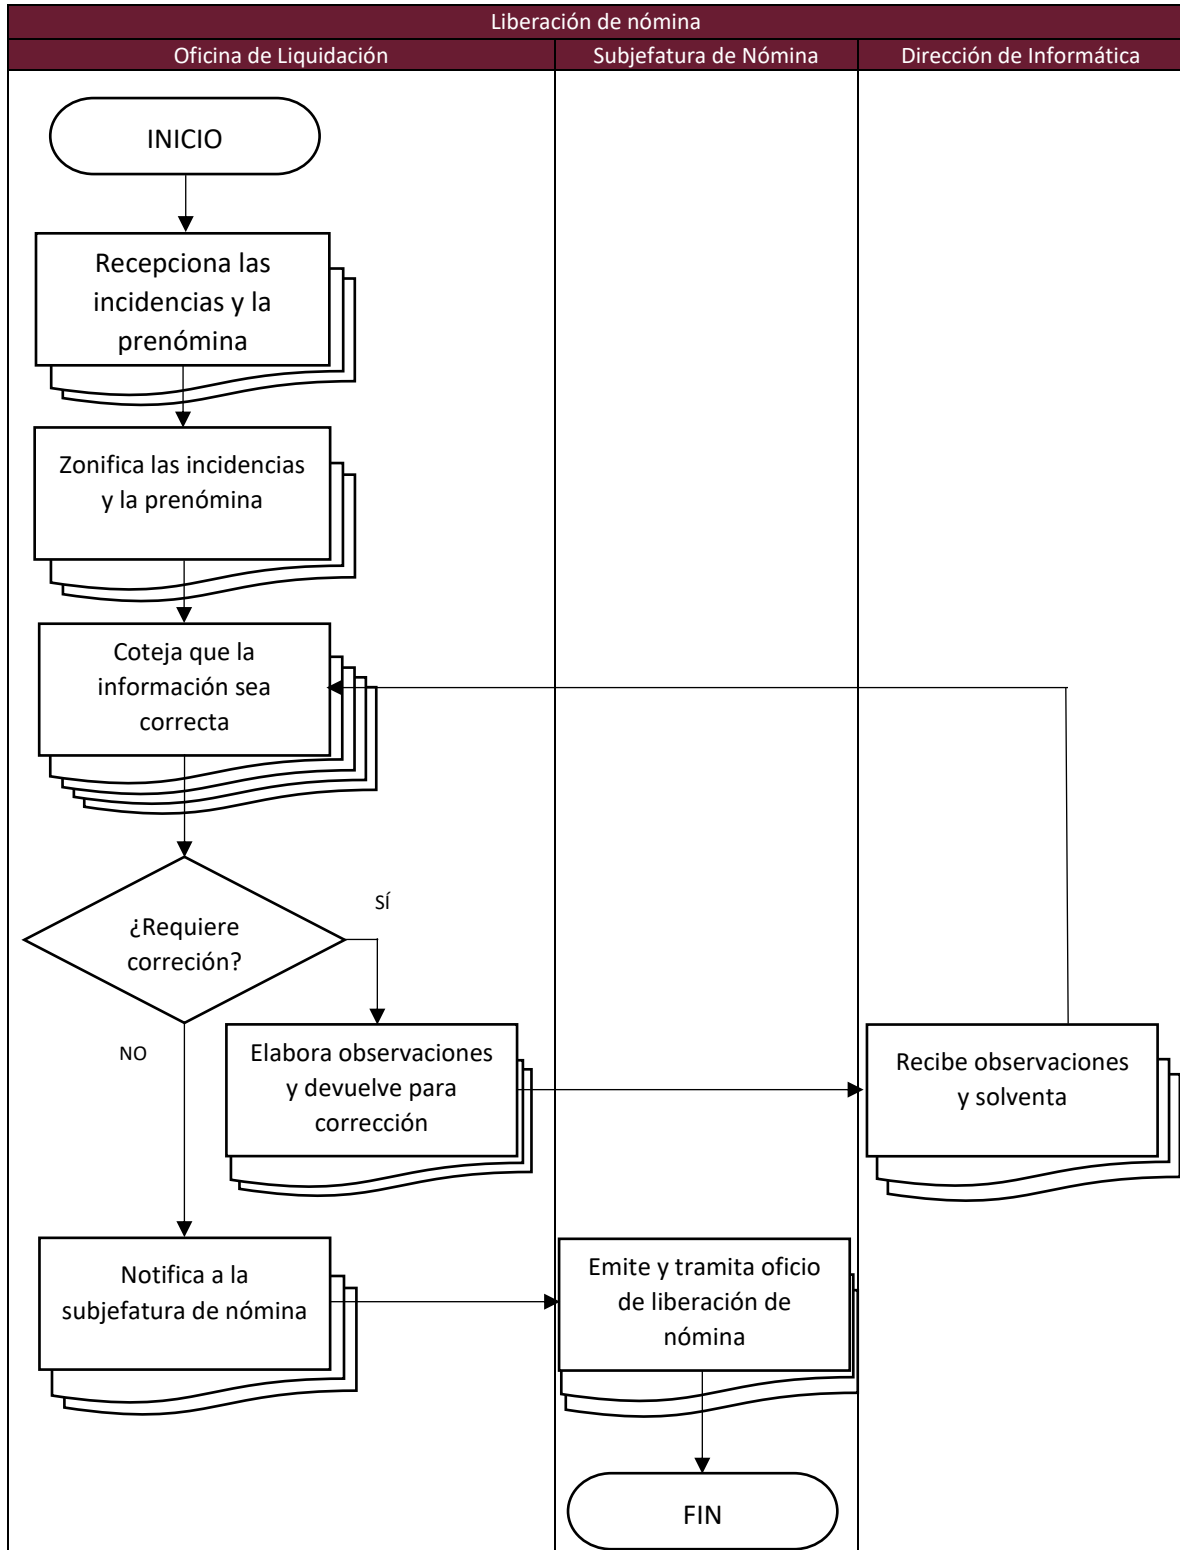 Liberación de nómina
Oficina de Liquidación
Subjefatura de Nómina
Dirección de Informática
INICIO
Recepciona las
incidencias y la
prenómina
Zonifica las incidencias
y la prenómina
Coteja que la
información sea
correcta
¿Requiere
correción?
SÍ
NO
Elabora observaciones
y devuelve para
corrección
Recibe observaciones
y solventa
Notifica a la
subjefatura de nómina
Emite y tramita oficio
de liberación de
nómina
FIN